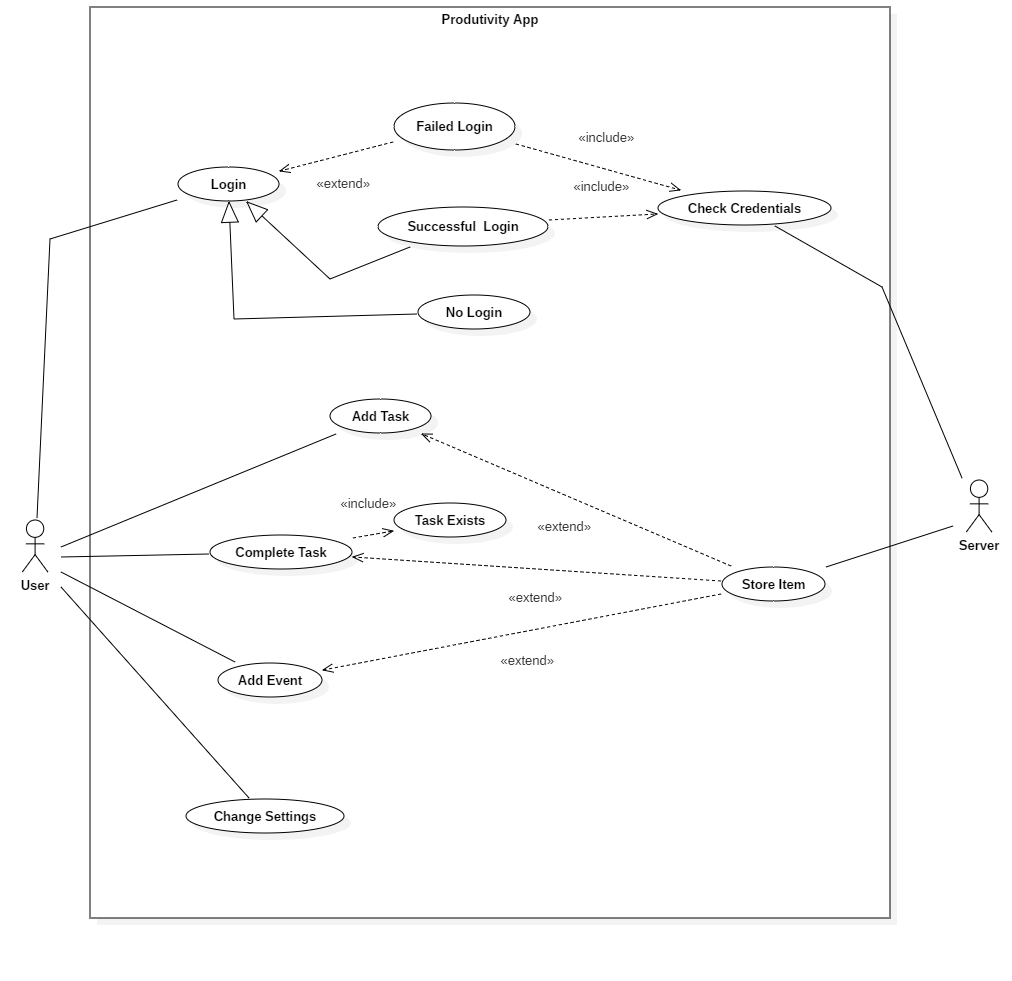 Produtivity App
Failed Login
«include»
Login
«extend»
«include»
Check Credentials
Successful  Login
No Login
Add Task
«include»
Task Exists
«extend»
Server
Complete Task
User
Store Item
«extend»
«extend»
Add Event
Change Settings